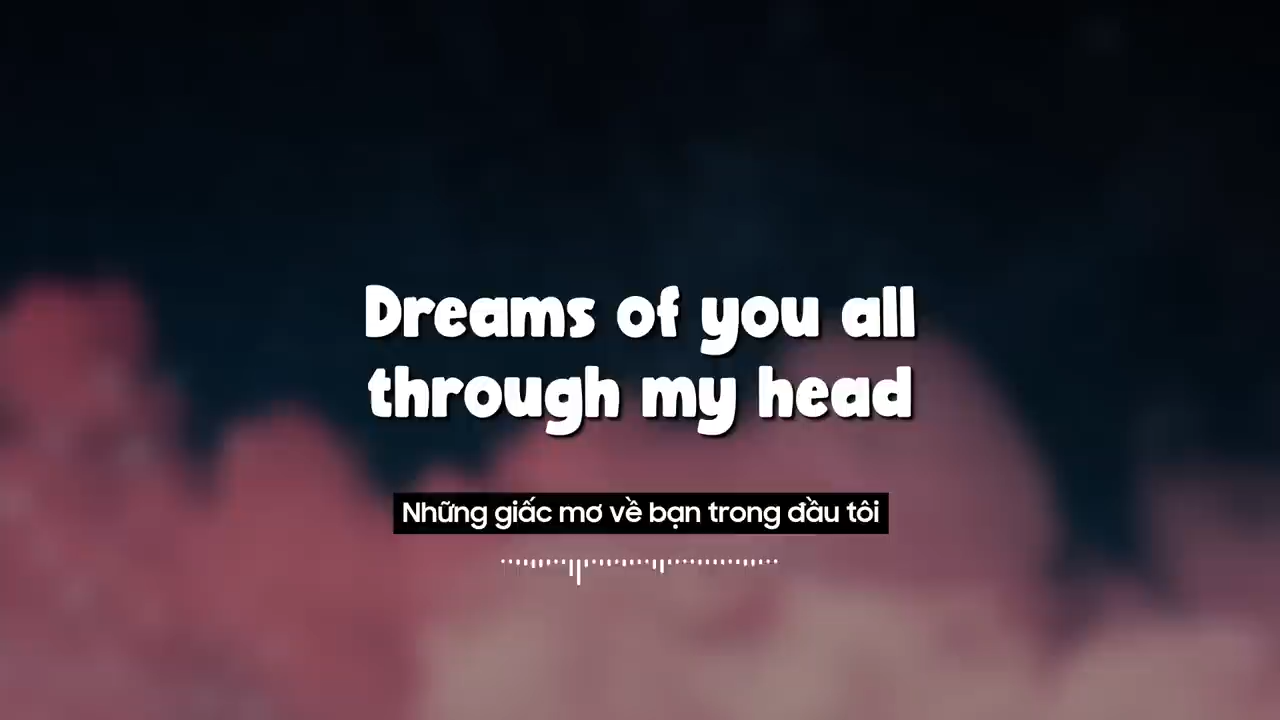 Dreams of you all
through my head
Những giấc mơ về bạn trong đầu tôi